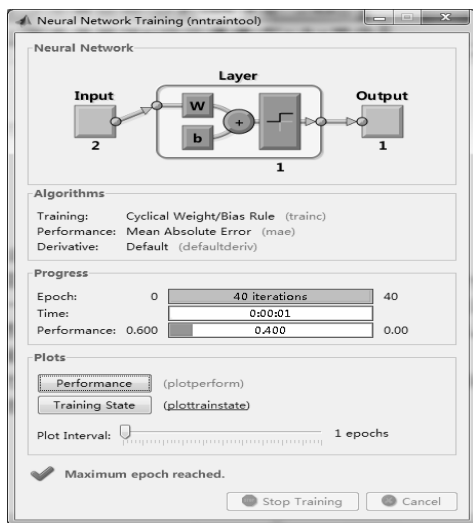 Neural Network Training (nntraintool)
Neural Network
Layer
Input
Output
W
b
+
2
1
1
Algorithms
Training: Cyclical Weight/Bias Rule (trainc)
Performance: Mean Absolute Error (mae)
Derivative: Default (defaultderiv)
Progress
Epoch: 0 40 iterations 40
Time: 0:00:01
Performance: 0.600 0.400 0.00
Plots
Performance (plotperform)
Training State (plottrainstate)
Plot Interval: 1 epochs
Maximum epoch reached.
Stop Training Cancel